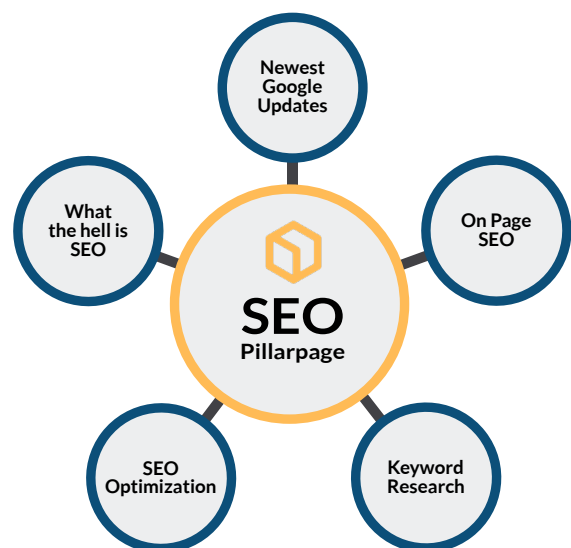 Newest
Google
Updates
What
the hell is
SEO
On Page
SEO
SEO
Pillarpage
SEO
Optimization
Keyword
Research